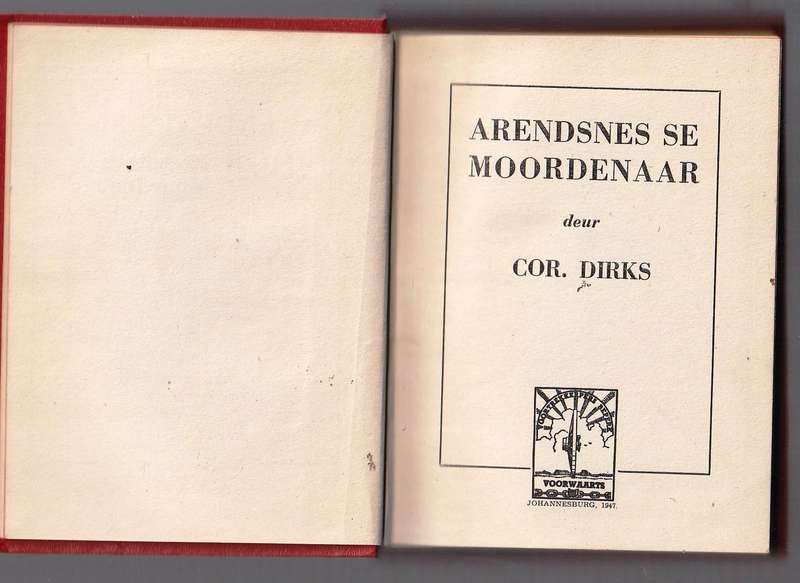 ARENDSNES SE
MOORDENAAR
deur
COR. DIRKS
VOORWAARTS
JOHANNESBURG, 1947.